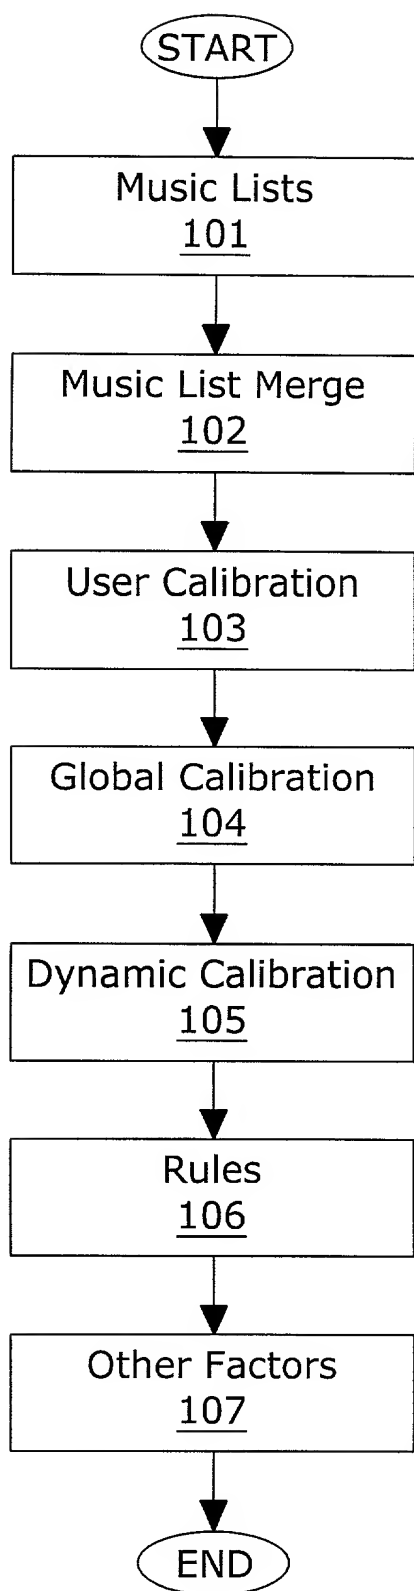 START
Music Lists
101
Music List Merge
102
User Calibration
103
Global Calibration
104
Dynamic Calibration
105
Rules
106
Other Factors
107
END